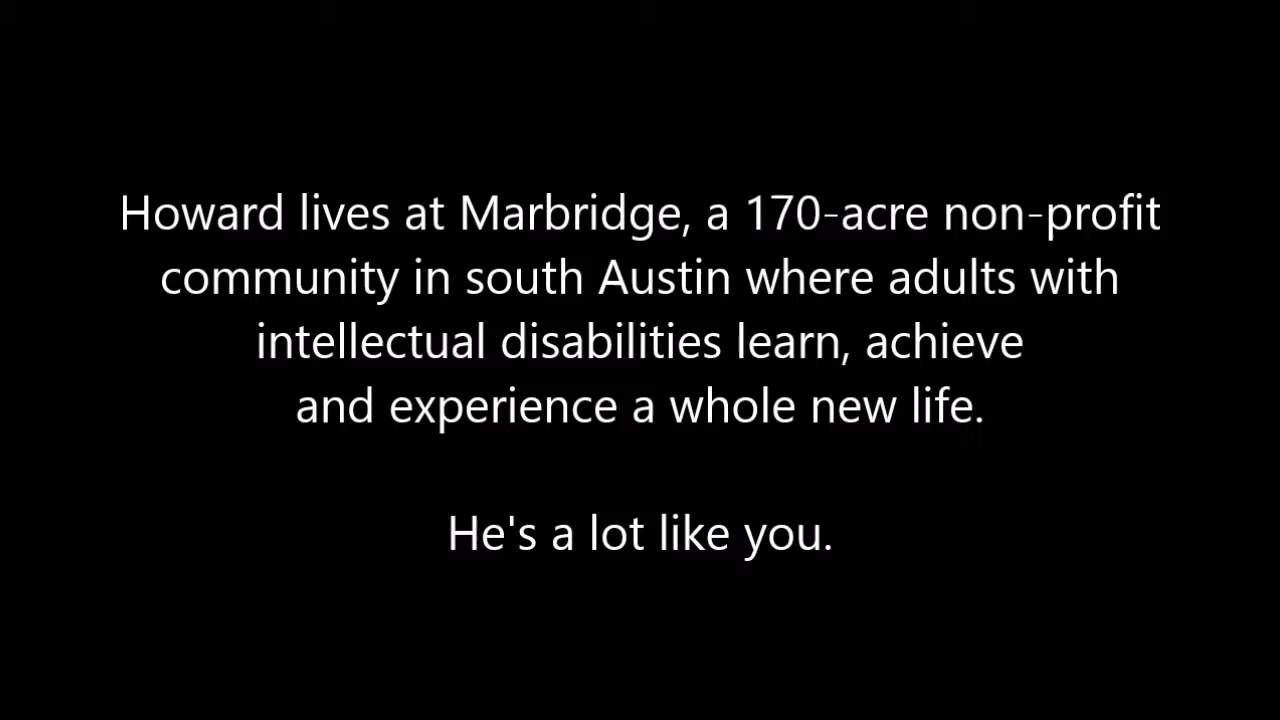 Howard lives at Marbridge, a 170-acre non-profit
community in south Austin where adults with
intellectual disabilities learn, achieve
and experience a whole new life.
He's a lot like you.